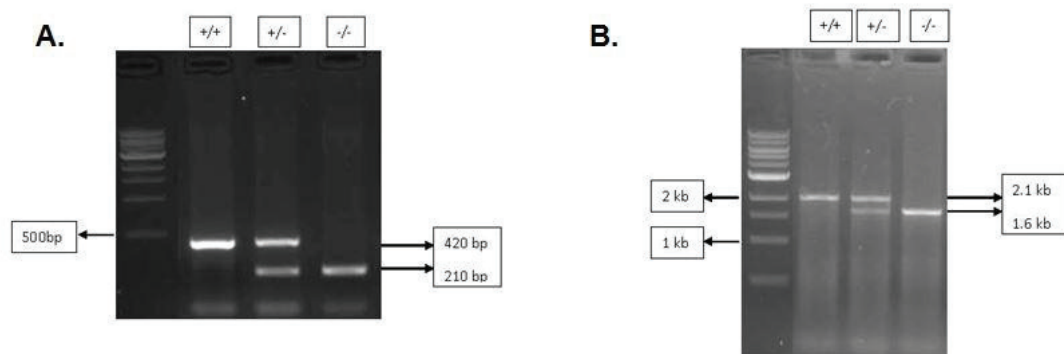 A.
+/+ +/- -/-
500bp
420 bp
210 bp
B.
+/+ +/- -/-
2 kb
1 kb
2.1 kb
1.6 kb